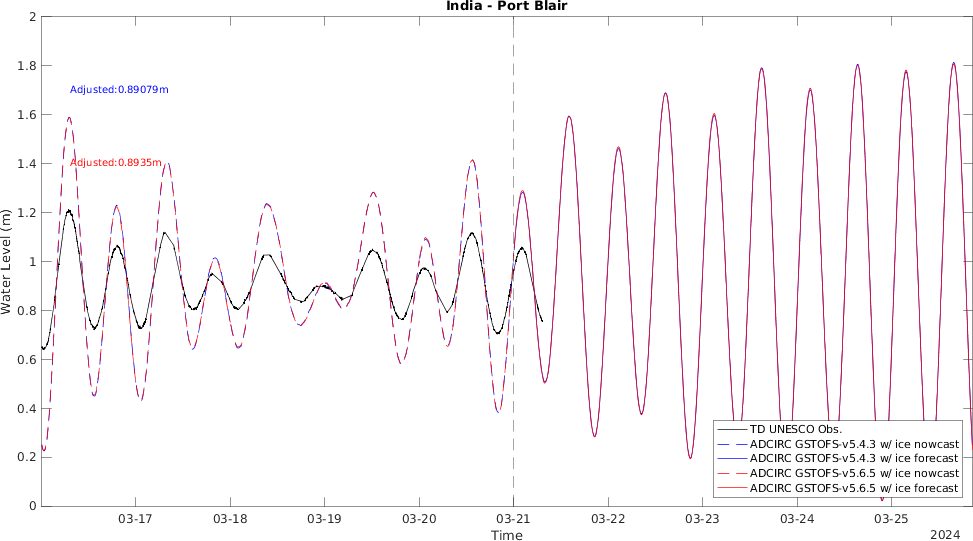 India - Port Blair
2
1.8
1.6
1.4
1.2
1
0.8
0.6
0.4
0.2
0
Water Level (m)
Adjusted:0.89079m
Adjusted:0.8935m
TD UNESCO Obs.
ADCIRC GSTOFS-v5.4.3 w/ ice nowcast
ADCIRC GSTOFS-v5.4.3 w/ ice forecast
ADCIRC GSTOFS-v5.6.5 w/ ice nowcast
ADCIRC GSTOFS-v5.6.5 w/ ice forecast
03-17 03-18 03-19 03-20 03-21 03-22 03-23 03-24 03-25
Time
2024